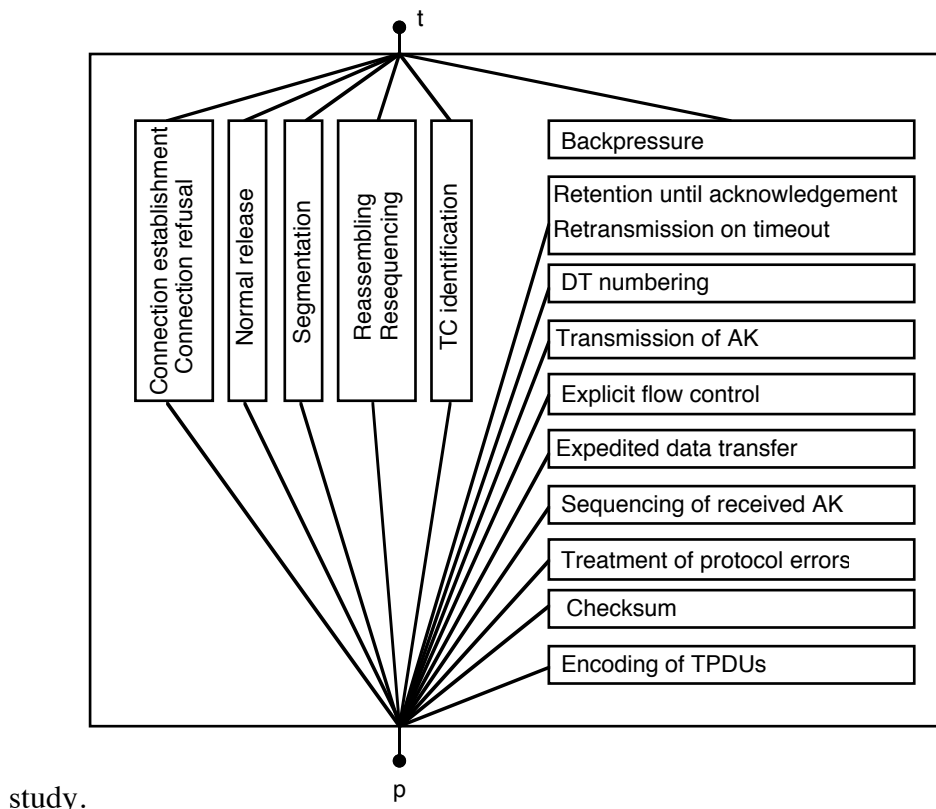 t
Connection establishment
Connection refusal
Normal release
Segmentation
Reassembling
Resequencing
TC identification
Backpressure
Retention until acknowledgement
Retransmission on timeout
DT numbering
Transmission of AK
Explicit flow control
Expedited data transfer
Sequencing of received AK
Treatment of protocol errors
Checksum
Encoding of TPDUs
p
study.